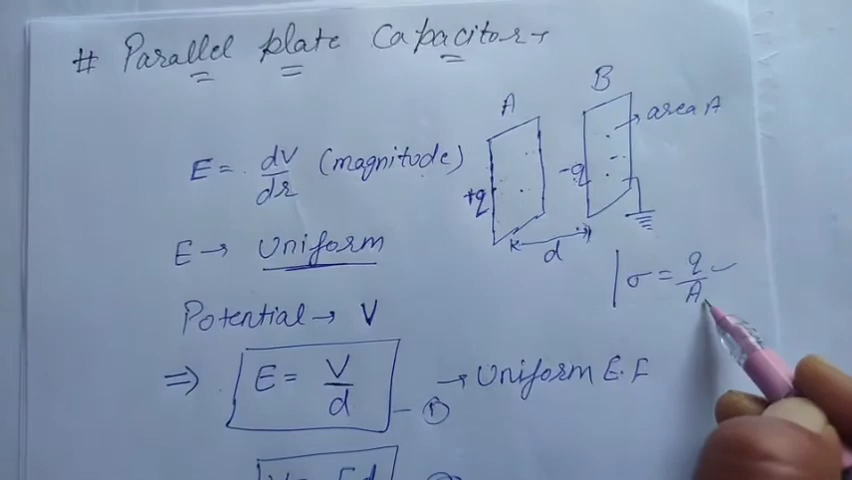 # Parallel plate Capacitor →
A
B
area A
+q
-q
d
E = dv/dr (magnitude)
E → Uniform
σ = q/A
Potential → V
⇒ E = V/d → Uniform E.F